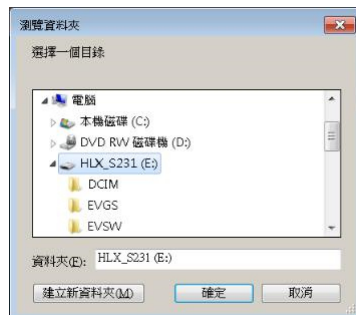 瀏覽資料夾
選擇一個目錄
電腦
本機磁碟 (C:)
DVD RW 磁碟機 (D:)
HLX_S231 (E:)
DCIM
EVGS
EVSW
資料夾(E): HLX_S231 (E:)
建立新資料夾(M) 確定 取消